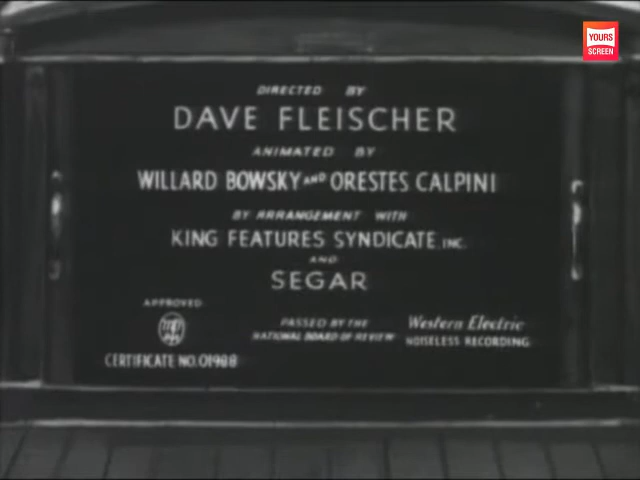 YOURS
SCREEN
DIRECTED BY
DAVE FLEISCHER
ANIMATED BY
WILLARD BOWSKY AND ORESTES CALPINI
BY ARRANGEMENT WITH
KING FEATURES SYNDICATE, INC.
AND
SEGAR
APPROVED
CERTIFICATE NO. 01988
PASSED BY THE
NATIONAL BOARD OF REVIEW
Western Electric
NOISELESS RECORDING